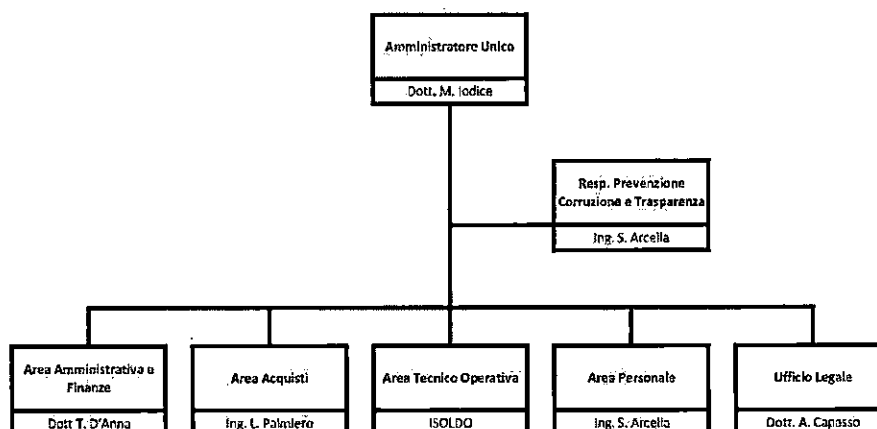 Amministratore Unico
Dott. M. Iodice
Resp. Prevenzione
Corruzione e Trasparenza
Ing. S. Arcella
Area Amministrativa e
Finanze
Dott T. D'Anna
Area Acquisti
Ing. L. Palmiero
Area Tecnico Operativa
ISOLDO
Area Personale
Ing. S. Arcella
Ufficio Legale
Dott. A. Capasso